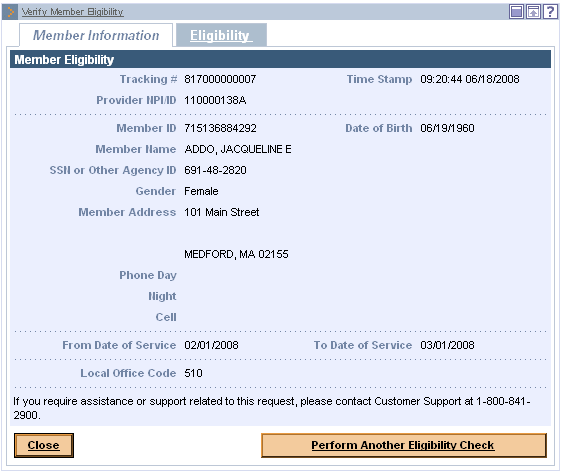 Verify Member Eligibility
?
Member Information Eligibility
Member Eligibility
Tracking # 817000000007 Time Stamp 09:20:44 06/18/2008
Provider NPI/ID 110000138A
Member ID 715136884292 Date of Birth 06/19/1960
Member Name ADDO, JACQUELINE E
SSN or Other Agency ID 691-48-2820
Gender Female
Member Address 101 Main Street
MEDFORD, MA 02155
Phone Day
Night
Cell
From Date of Service 02/01/2008 To Date of Service 03/01/2008
Local Office Code 510
If you require assistance or support related to this request, please contact Customer Support at 1-800-841-
2900.
Close Perform Another Eligibility Check